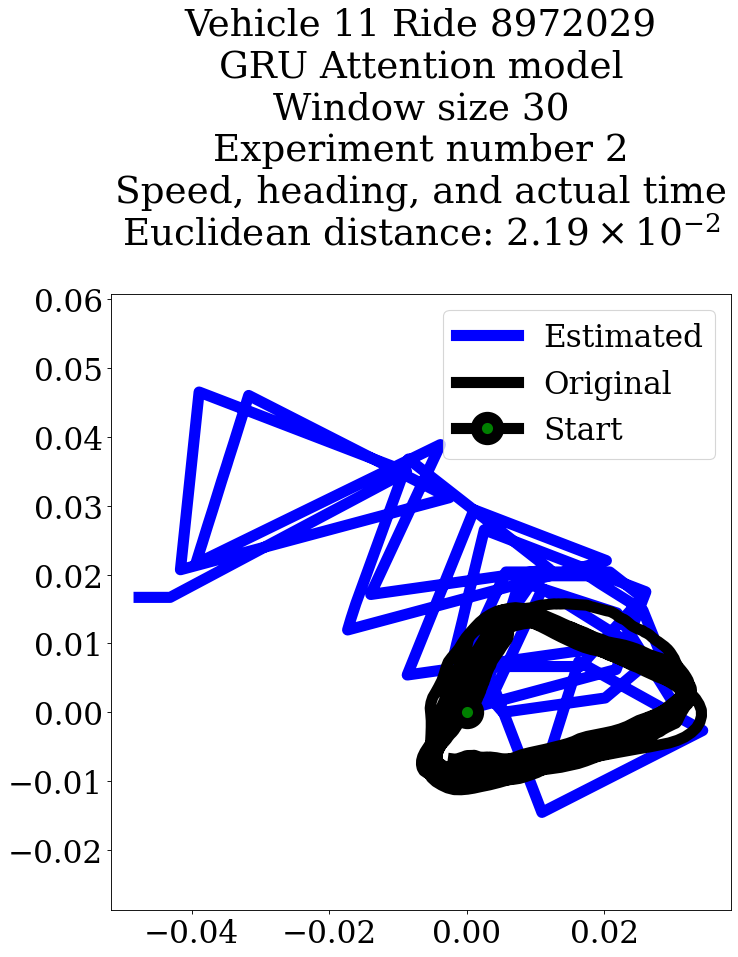 Vehicle 11 Ride 8972029
GRU Attention model
Window size 30
Experiment number 2
Speed, heading, and actual time
Euclidean distance: 2.19 × 10⁻²
0.06
0.05
0.04
0.03
0.02
0.01
0.00
−0.01
−0.02
Estimated
Original
Start
−0.04
−0.02
0.00
0.02